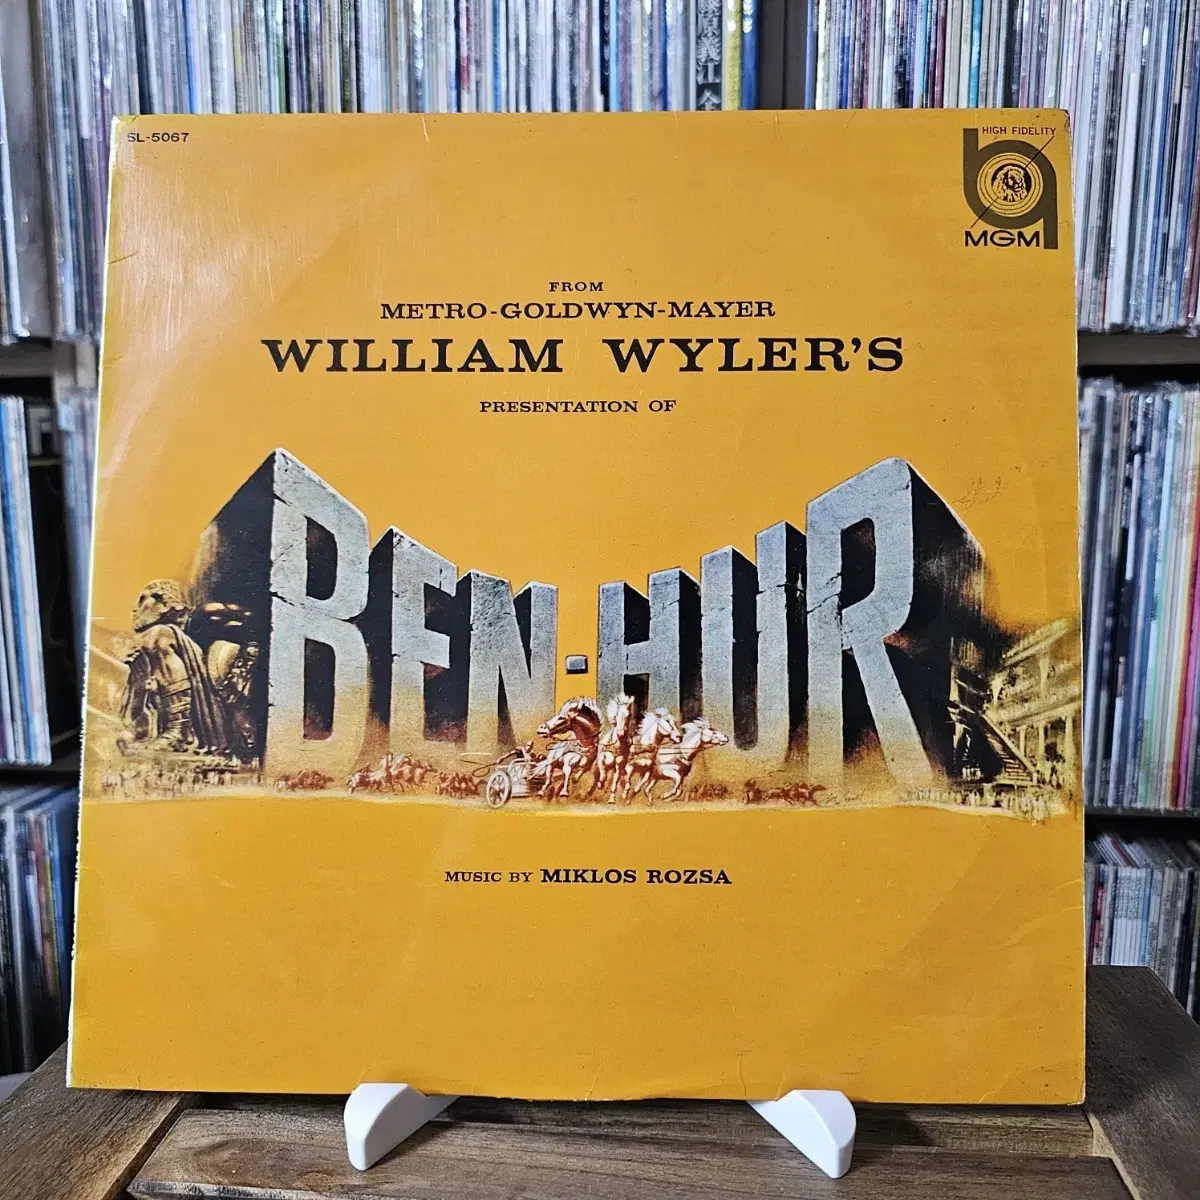 SL-5067
HIGH FIDELITY
MGM
FROM
METRO-GOLDWYN-MAYER
WILLIAM WYLER'S
PRESENTATION OF
BEN-HUR
MUSIC BY MIKLOS ROZSA